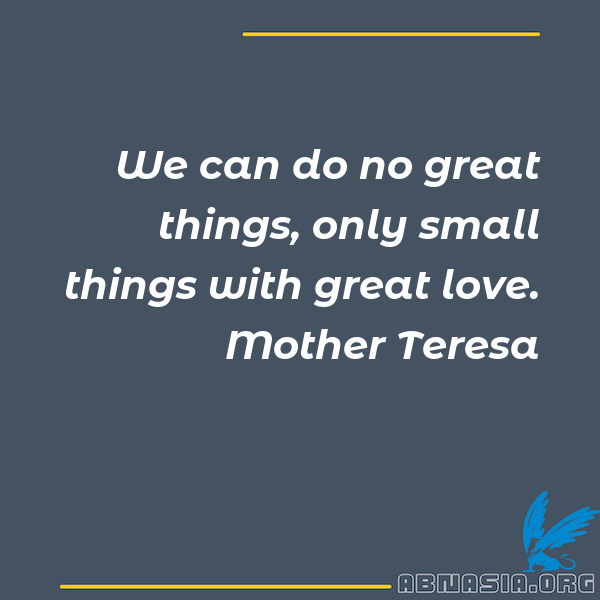 We can do no great
things, only small
things with great love.
Mother Teresa
ABNASIA.ORG